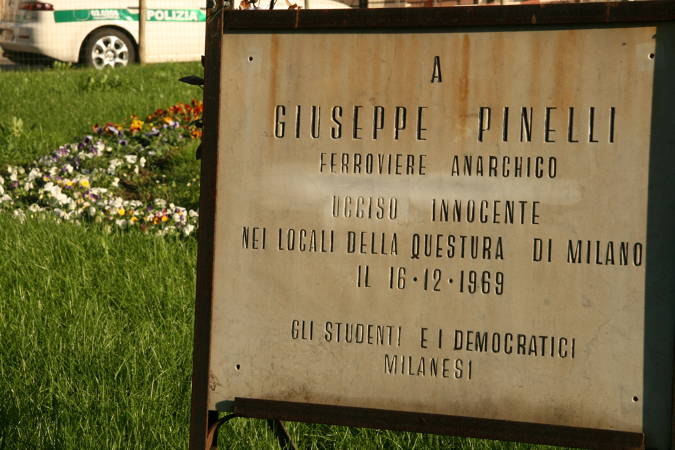 POLIZIA
A
GIUSEPPE PINELLI
FERROVIERE ANARCHICO
UCCISO INNOCENTE
NEI LOCALI DELLA QUESTURA DI MILANO
IL 16·12·1969
GLI STUDENTI E I DEMOCRATICI
MILANESI